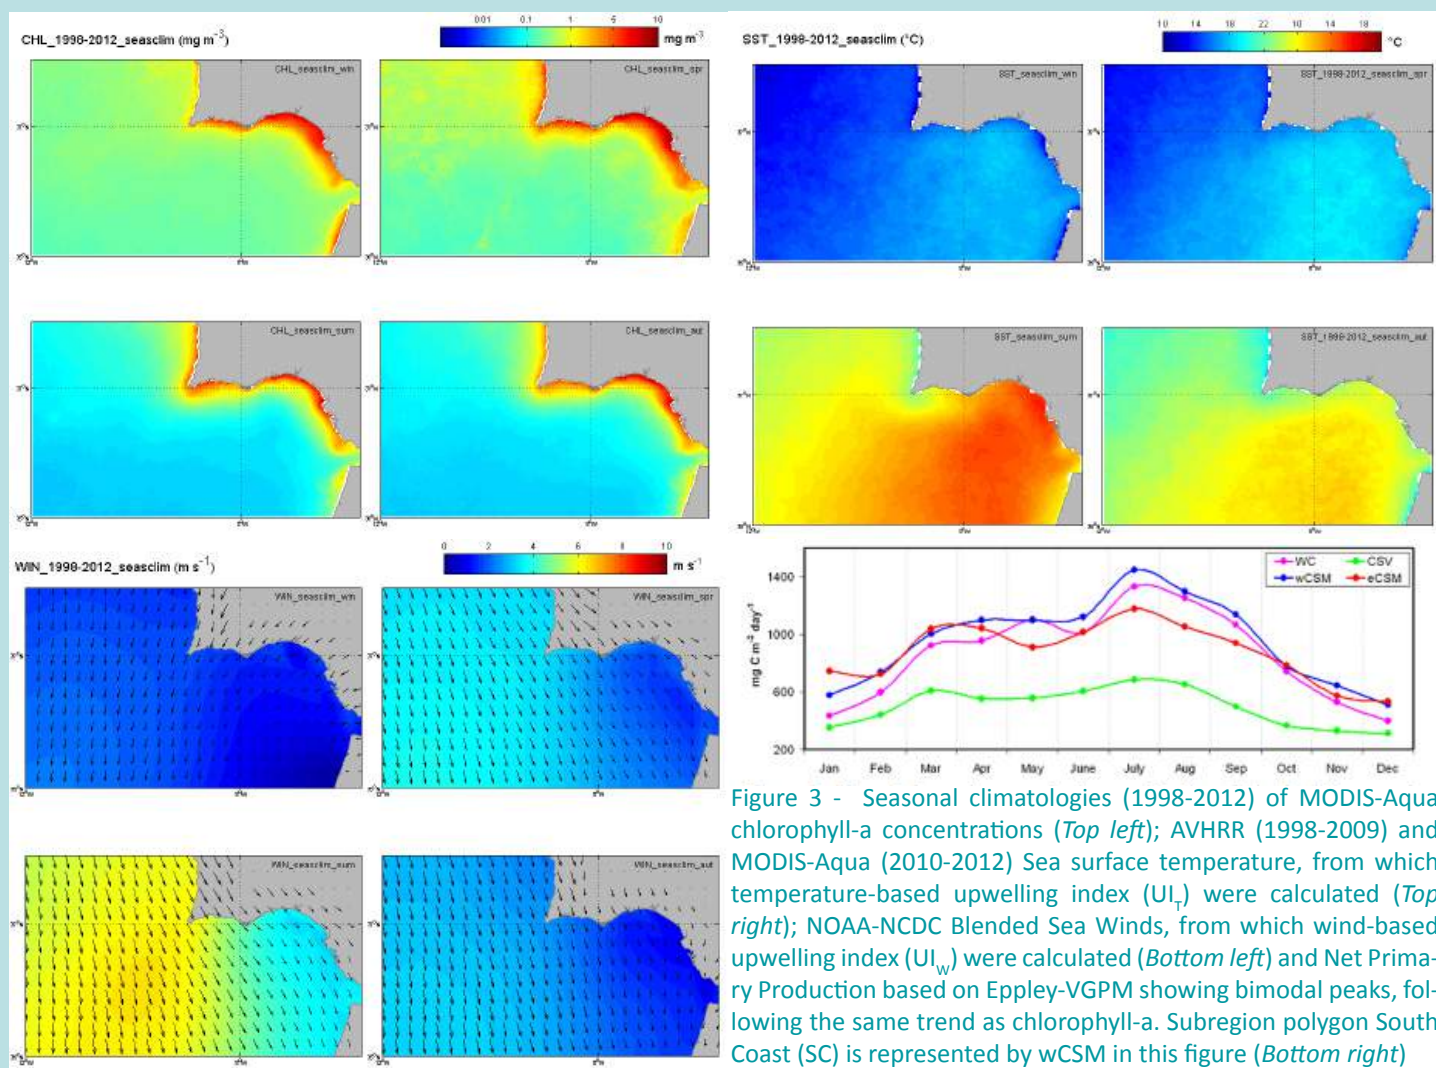 CHL_1998-2012_seasclim (mg m-3)
0.01 0.1 1 5 10
mg m-3
CHL_seasclim_win
CHL_seasclim_spr
CHL_seasclim_sum
CHL_seasclim_aut
SST_1998-2012_seasclim (°C)
10 14 18 22 10 14 18
°C
SST_seasclim_win
SST_1998-2012_seasclim_spr
SST_seasclim_sum
SST_1998-2012_seasclim_aut
WIN_1998-2012_seasclim (m s-1)
0 2 4 6 8 10
m s-1
WIN_seasclim_win
WIN_seasclim_spr
WIN_seasclim_sum
WIN_seasclim_aut
WC CSV
wCSM eCSM
mg C m-2 day-1
1400
1000
600
200
Jan Feb Mar Apr May June July Aug Sep Oct Nov Dec
Figure 3 - Seasonal climatologies (1998-2012) of MODIS-Aqua
chlorophyll-a concentrations (Top left); AVHRR (1998-2009) and
MODIS-Aqua (2010-2012) Sea surface temperature, from which
temperature-based upwelling index (UIT) were calculated (Top
right); NOAA-NCDC Blended Sea Winds, from which wind-based
upwelling index (UIW) were calculated (Bottom left) and Net Prima-
ry Production based on Eppley-VGPM showing bimodal peaks, fol-
lowing the same trend as chlorophyll-a. Subregion polygon South
Coast (SC) is represented by wCSM in this figure (Bottom right)